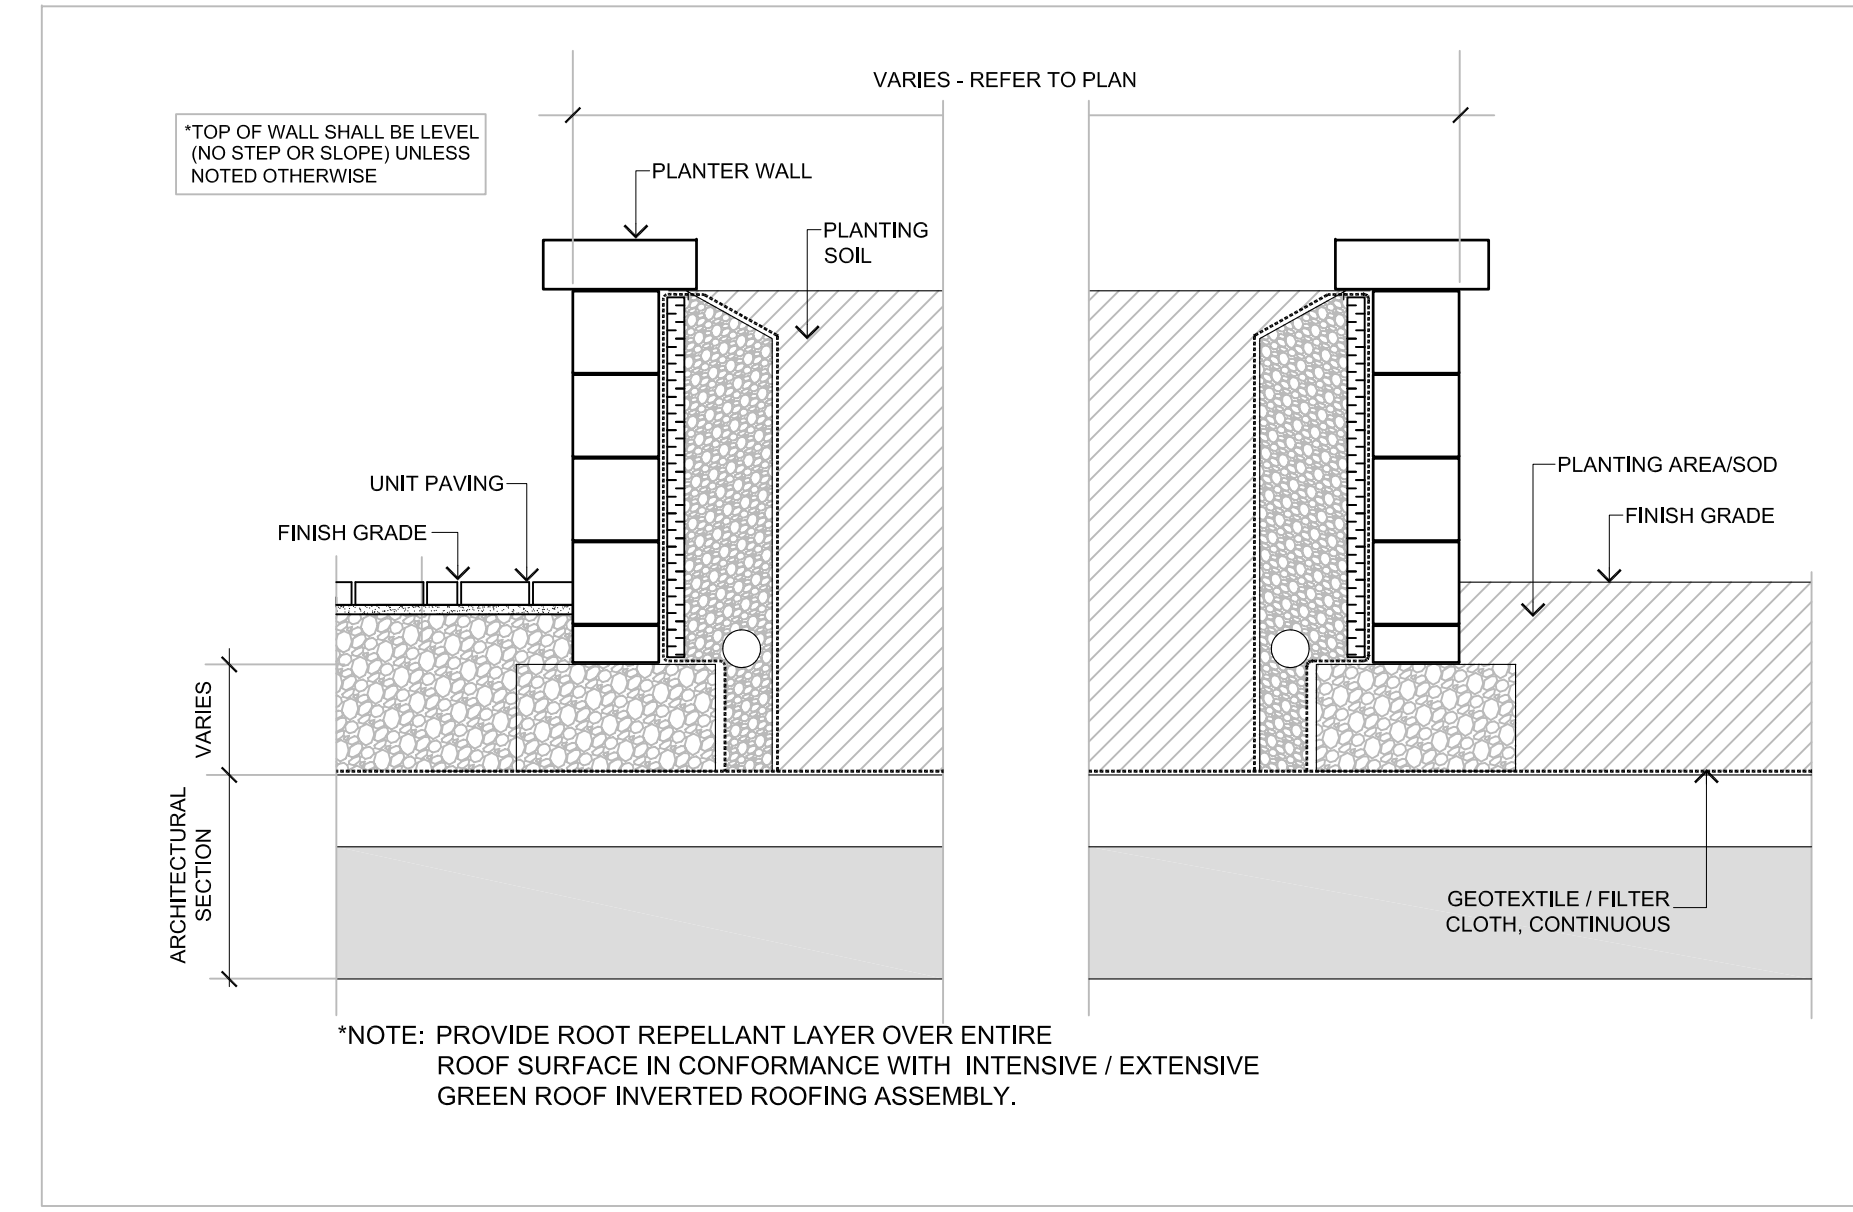 VARIES - REFER TO PLAN
*TOP OF WALL SHALL BE LEVEL
(NO STEP OR SLOPE) UNLESS
NOTED OTHERWISE
PLANTER WALL
PLANTING
SOIL
UNIT PAVING
FINISH GRADE
PLANTING AREA/SOD
FINISH GRADE
VARIES
ARCHITECTURAL
SECTION
GEOTEXTILE / FILTER
CLOTH, CONTINUOUS
*NOTE: PROVIDE ROOT REPELLANT LAYER OVER ENTIRE
ROOF SURFACE IN CONFORMANCE WITH INTENSIVE / EXTENSIVE
GREEN ROOF INVERTED ROOFING ASSEMBLY.